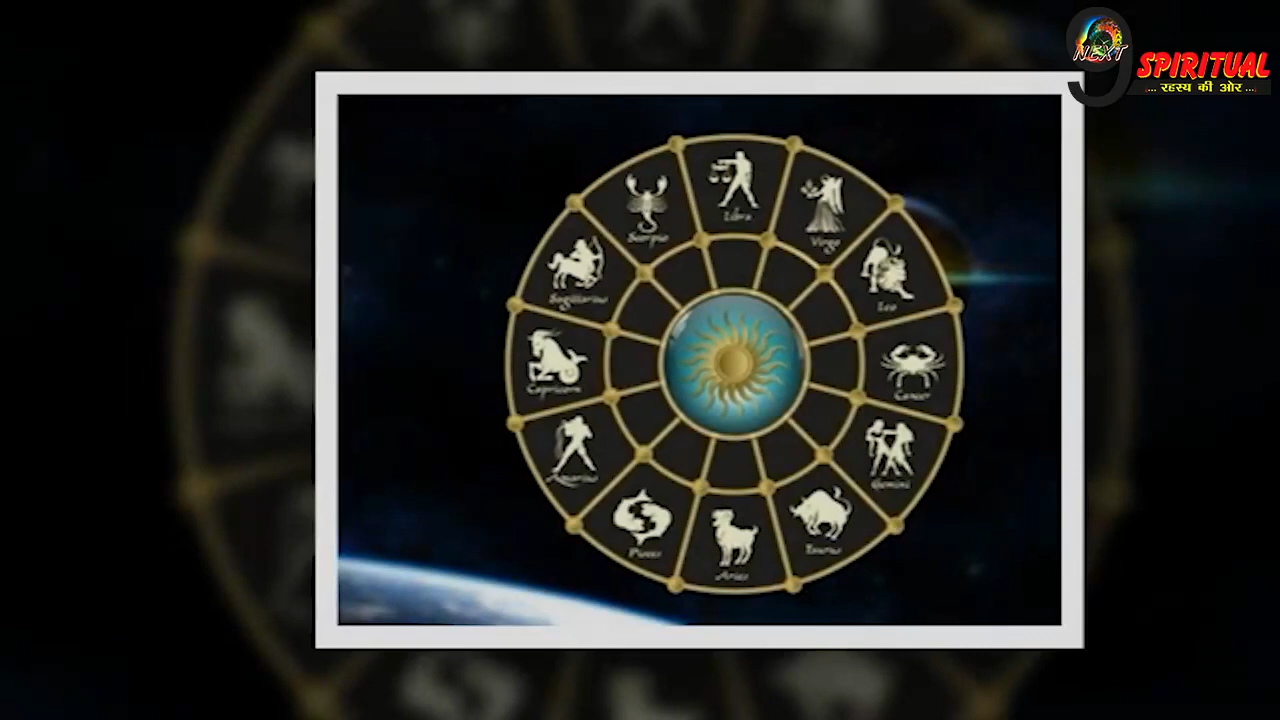 NEXT
9
SPIRITUAL
... रहस्य की ओर ...
Libra
Scorpio
Virgo
Sagittarius
Leo
Capricorn
Cancer
Aquarius
Gemini
Pisces
Taurus
Aries